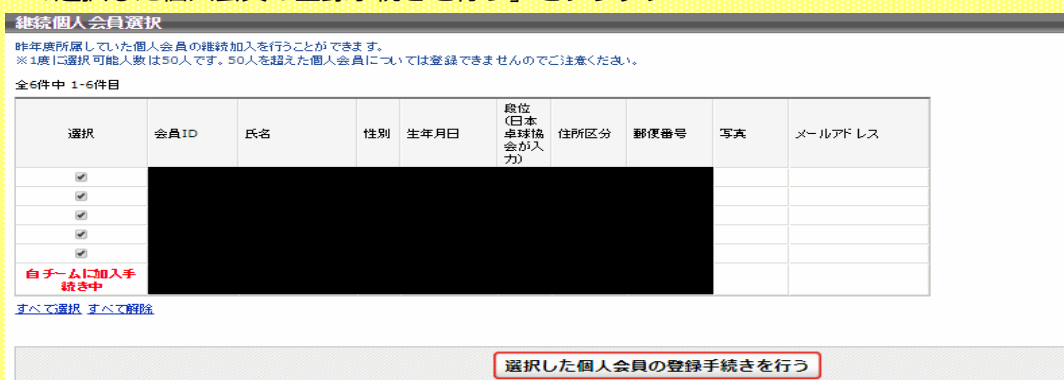 継続個人会員選択
昨年度所属していた個人会員の継続加入を行うことができます。
※1度に選択可能人数は50人です。50人を超えた個人会員については登録できませんのでご注意ください。
全6件中 1-6件目
選択 会員ID 氏名 性別 生年月日 段位(日本卓球協会が入力) 住所区分 郵便番号 写真 メールアドレス
自チームに加入手
続き中
すべて選択 すべて解除
選択した個人会員の登録手続きを行う